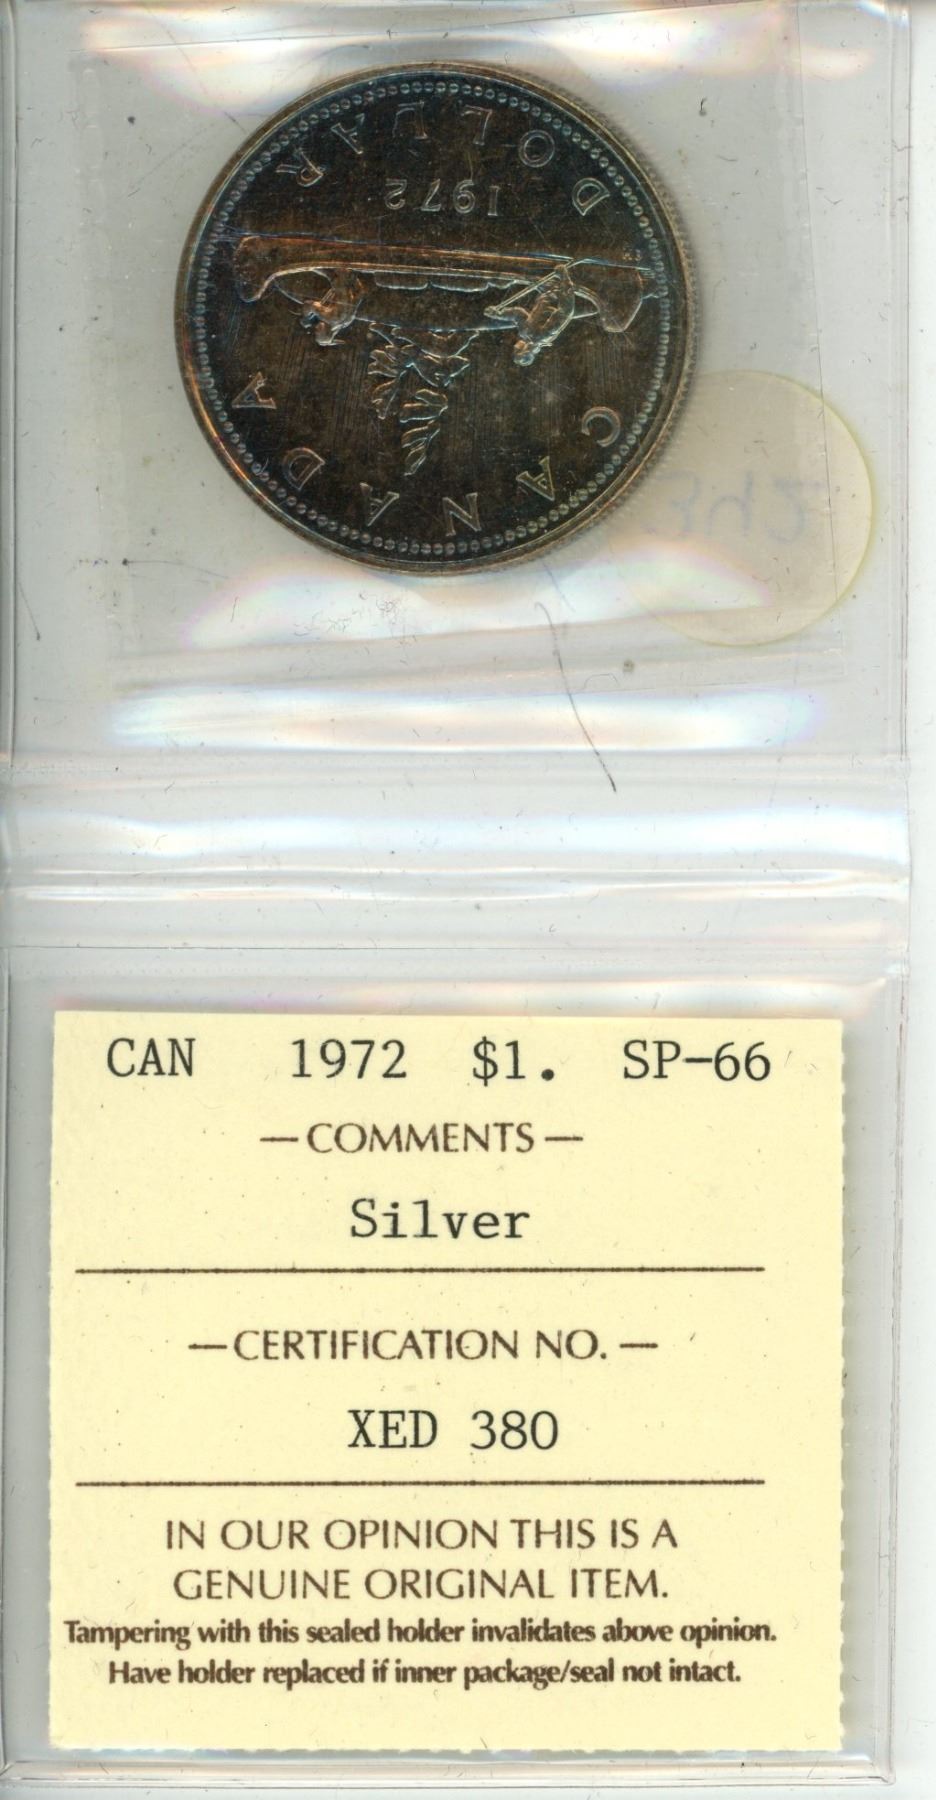 CANADA
1972
DOLLAR
342
CAN 1972 $1. SP-66
—COMMENTS—
Silver
—CERTIFICATION NO.—
XED 380
IN OUR OPINION THIS IS A
GENUINE ORIGINAL ITEM.
Tampering with this sealed holder invalidates above opinion.
Have holder replaced if inner package/seal not intact.